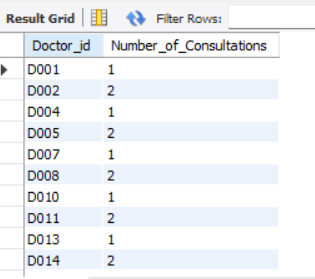 Result Grid Filter Rows:
Doctor_id Number_of_Consultations
D001 1
D002 2
D004 1
D005 2
D007 1
D008 2
D010 1
D011 2
D013 1
D014 2